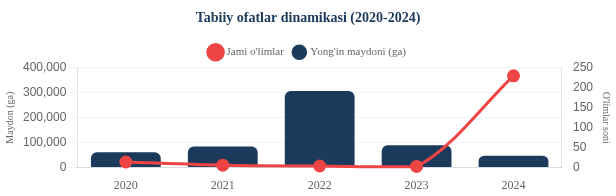 Tabiiy ofatlar dinamikasi (2020-2024)
Jami o'limlar Yong'in maydoni (ga)
400,000 250
300,000 200
200,000 150
100,000 100
0 50
0
Maydon (ga)
O'limlar soni
2020 2021 2022 2023 2024